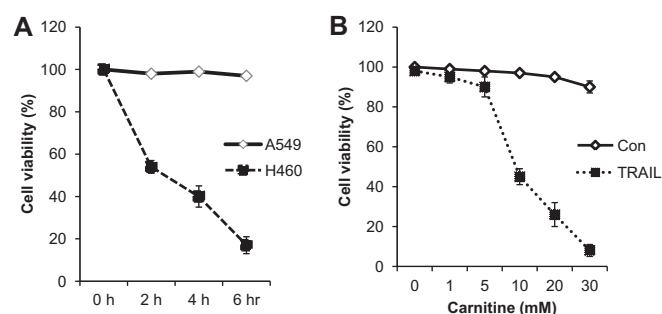 A
Cell viability (%)
120
100
80
60
40
20
0
0 h 2 h 4 h 6 hr
A549
H460
B
Cell viability (%)
120
100
80
60
40
20
0
0 1 5 10 20 30
Carnitine (mM)
Con
TRAIL